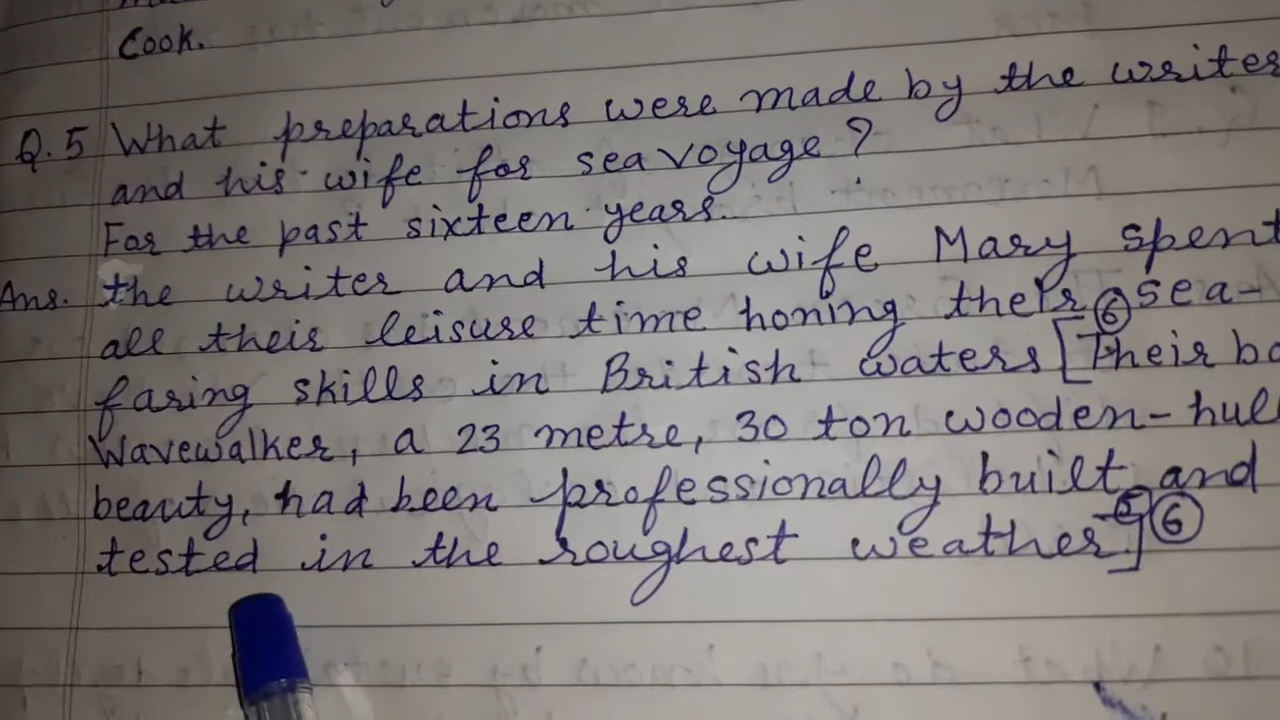 Cook.
Q.5 What preparations were made by the writer
and his wife for sea voyage?
For the past sixteen years.
Ans. the writer and his wife Mary spent
all their leisure time honing their ⑥ sea-
faring skills in British waters [Their bo
Wavewalker, a 23 metre, 30 ton wooden-hull
beauty, had been professionally built and
tested in the roughest weather] ⑥